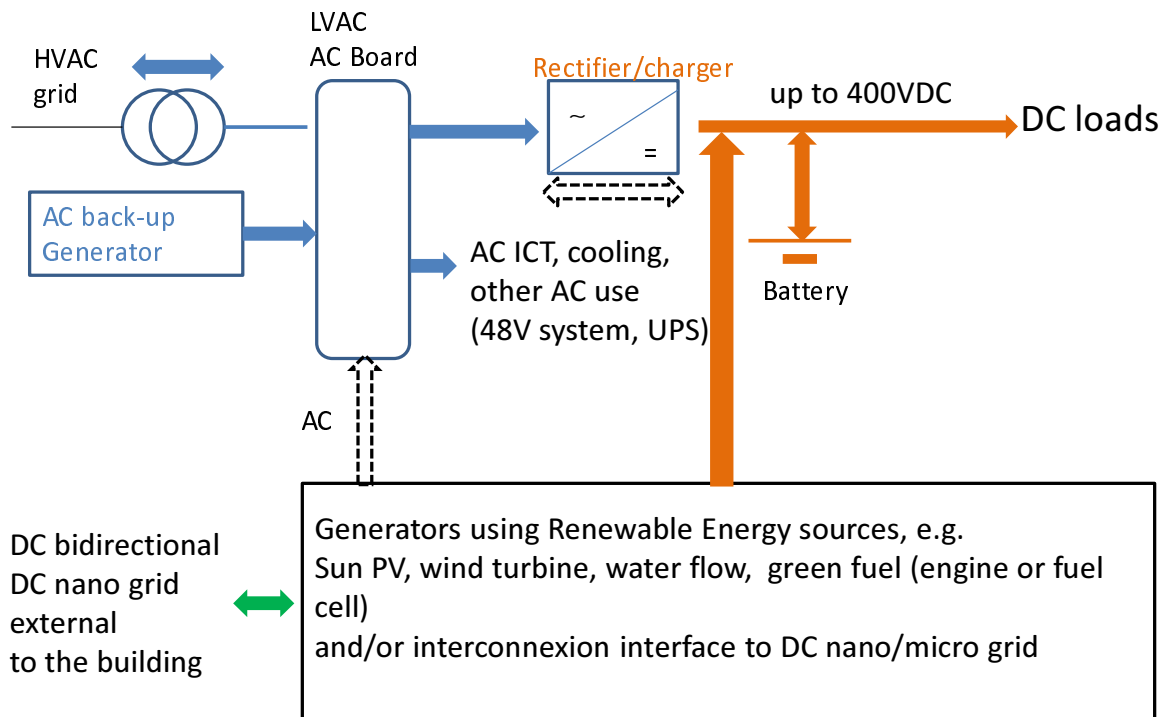 LVAC
AC Board
HVAC
grid
Rectifier/charger
up to 400VDC
DC loads
~
=
AC back-up
Generator
AC ICT, cooling,
other AC use
(48V system, UPS)
Battery
AC
Generators using Renewable Energy sources, e.g.
Sun PV, wind turbine, water flow,  green fuel (engine or fuel
cell)
and/or interconnexion interface to DC nano/micro grid
DC bidirectional
DC nano grid
external
to the building